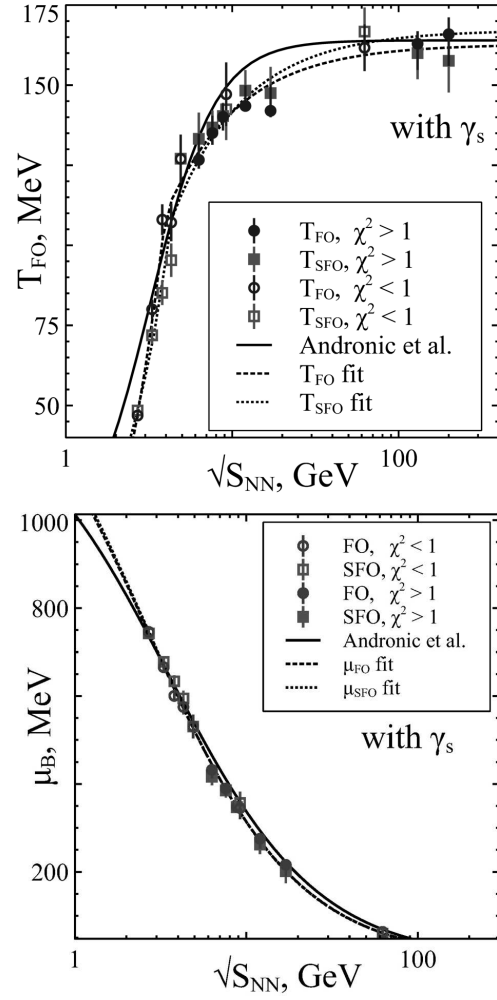 175
150
75
50
T_FO, MeV
with γ_s
T_FO, χ² > 1
T_SFO, χ² > 1
T_FO, χ² < 1
T_SFO, χ² < 1
Andronic et al.
T_FO fit
T_SFO fit
1 10 100
√S_NN, GeV
1000
800
200
μ_B, MeV
FO, χ² < 1
SFO, χ² < 1
FO, χ² > 1
SFO, χ² > 1
Andronic et al.
μ_FO fit
μ_SFO fit
with γ_s
1 10 100
√S_NN, GeV